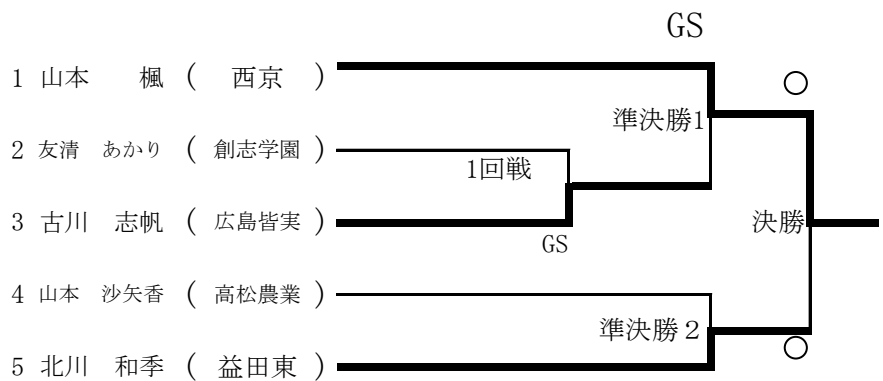 GS
1 山本 楓 ( 西京 )
準決勝1
2 友清 あかり ( 創志学園 )
1回戦
3 古川 志帆 ( 広島皆実 )
決勝
GS
4 山本 沙矢香 ( 高松農業 )
準決勝２
5 北川 和季 ( 益田東 )